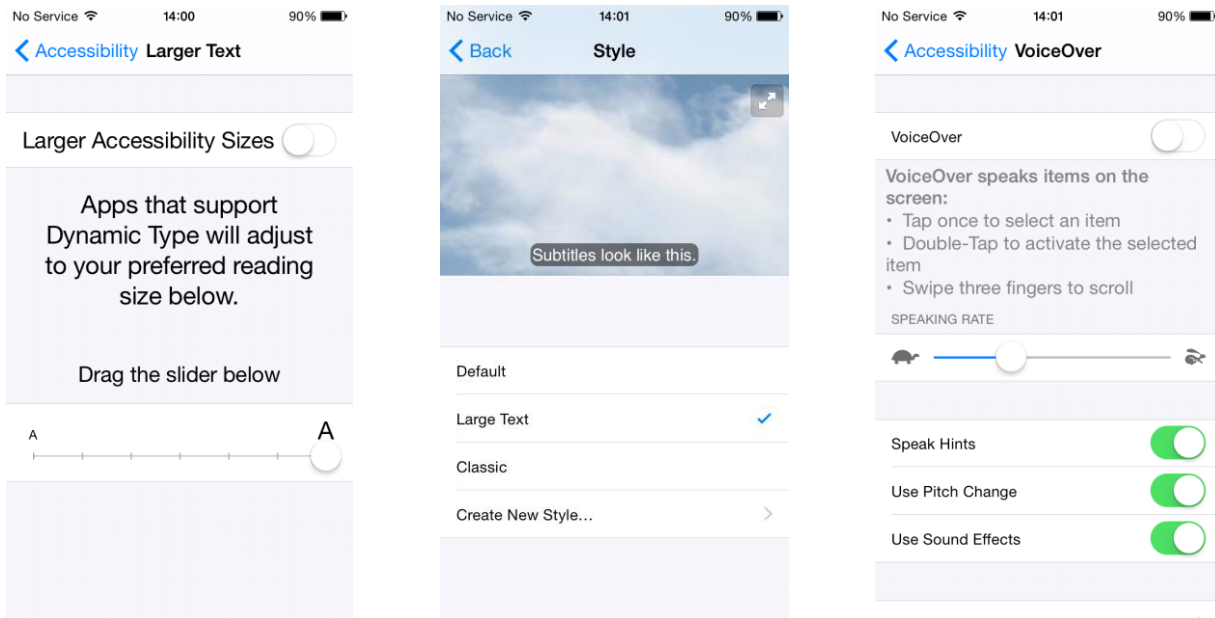 No Service 14:00 90%
Accessibility Larger Text
Larger Accessibility Sizes
Apps that support
Dynamic Type will adjust
to your preferred reading
size below.
Drag the slider below
A A
No Service 14:01 90%
Back Style
Subtitles look like this.
Default
Large Text
Classic
Create New Style...
No Service 14:01 90%
Accessibility VoiceOver
VoiceOver
VoiceOver speaks items on the
screen:
• Tap once to select an item
• Double-Tap to activate the selected
item
• Swipe three fingers to scroll
SPEAKING RATE
Speak Hints
Use Pitch Change
Use Sound Effects